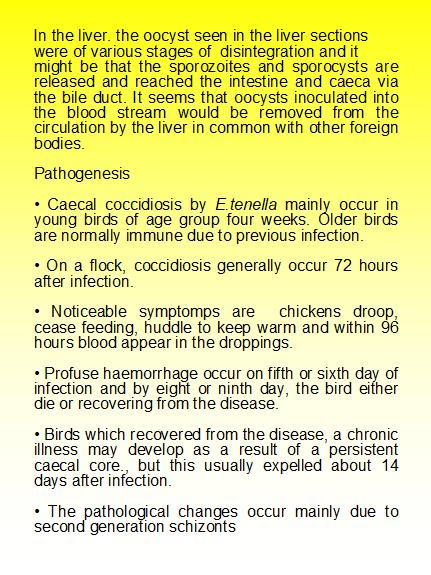 In the liver. the oocyst seen in the liver sections
were of various stages of disintegration and it
might be that the sporozoites and sporocysts are
released and reached the intestine and caeca via
the bile duct. It seems that oocysts inoculated into
the blood stream would be removed from the
circulation by the liver in common with other foreign
bodies.
Pathogenesis
• Caecal coccidiosis by E.tenella mainly occur in
young birds of age group four weeks. Older birds
are normally immune due to previous infection.
• On a flock, coccidiosis generally occur 72 hours
after infection.
• Noticeable symptomps are chickens droop,
cease feeding, huddle to keep warm and within 96
hours blood appear in the droppings.
• Profuse haemorrhage occur on fifth or sixth day of
infection and by eight or ninth day, the bird either
die or recovering from the disease.
• Birds which recovered from the disease, a chronic
illness may develop as a result of a persistent
caecal core., but this usually expelled about 14
days after infection.
• The pathological changes occur mainly due to
second generation schizonts